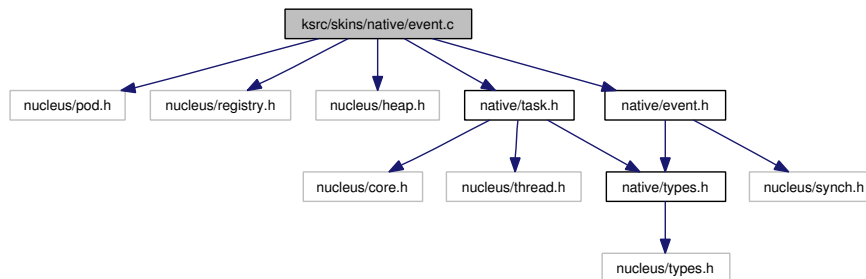 ksrc/skins/native/event.c
nucleus/pod.h
nucleus/registry.h
nucleus/heap.h
native/task.h
native/event.h
nucleus/core.h
nucleus/thread.h
native/types.h
nucleus/synch.h
nucleus/types.h